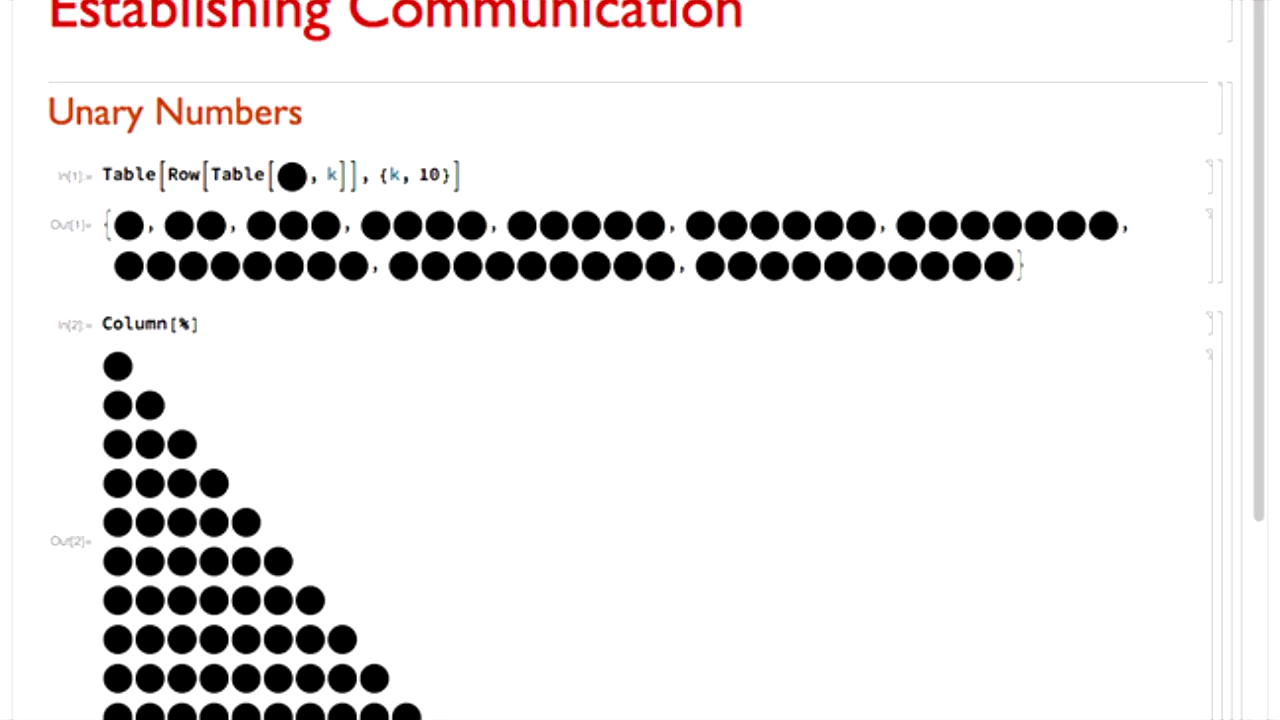 Establishing Communication
Unary Numbers
In[1]:= Table[Row[Table[●, k]], {k, 10}]
Out[1]= {●, ●●, ●●●, ●●●●, ●●●●●, ●●●●●●, ●●●●●●●,
●●●●●●●●, ●●●●●●●●●, ●●●●●●●●●●}
In[2]:= Column[%]
●
●●
●●●
●●●●
●●●●●
Out[2]= ●●●●●●
●●●●●●●
●●●●●●●●
●●●●●●●●●
●●●●●●●●●●